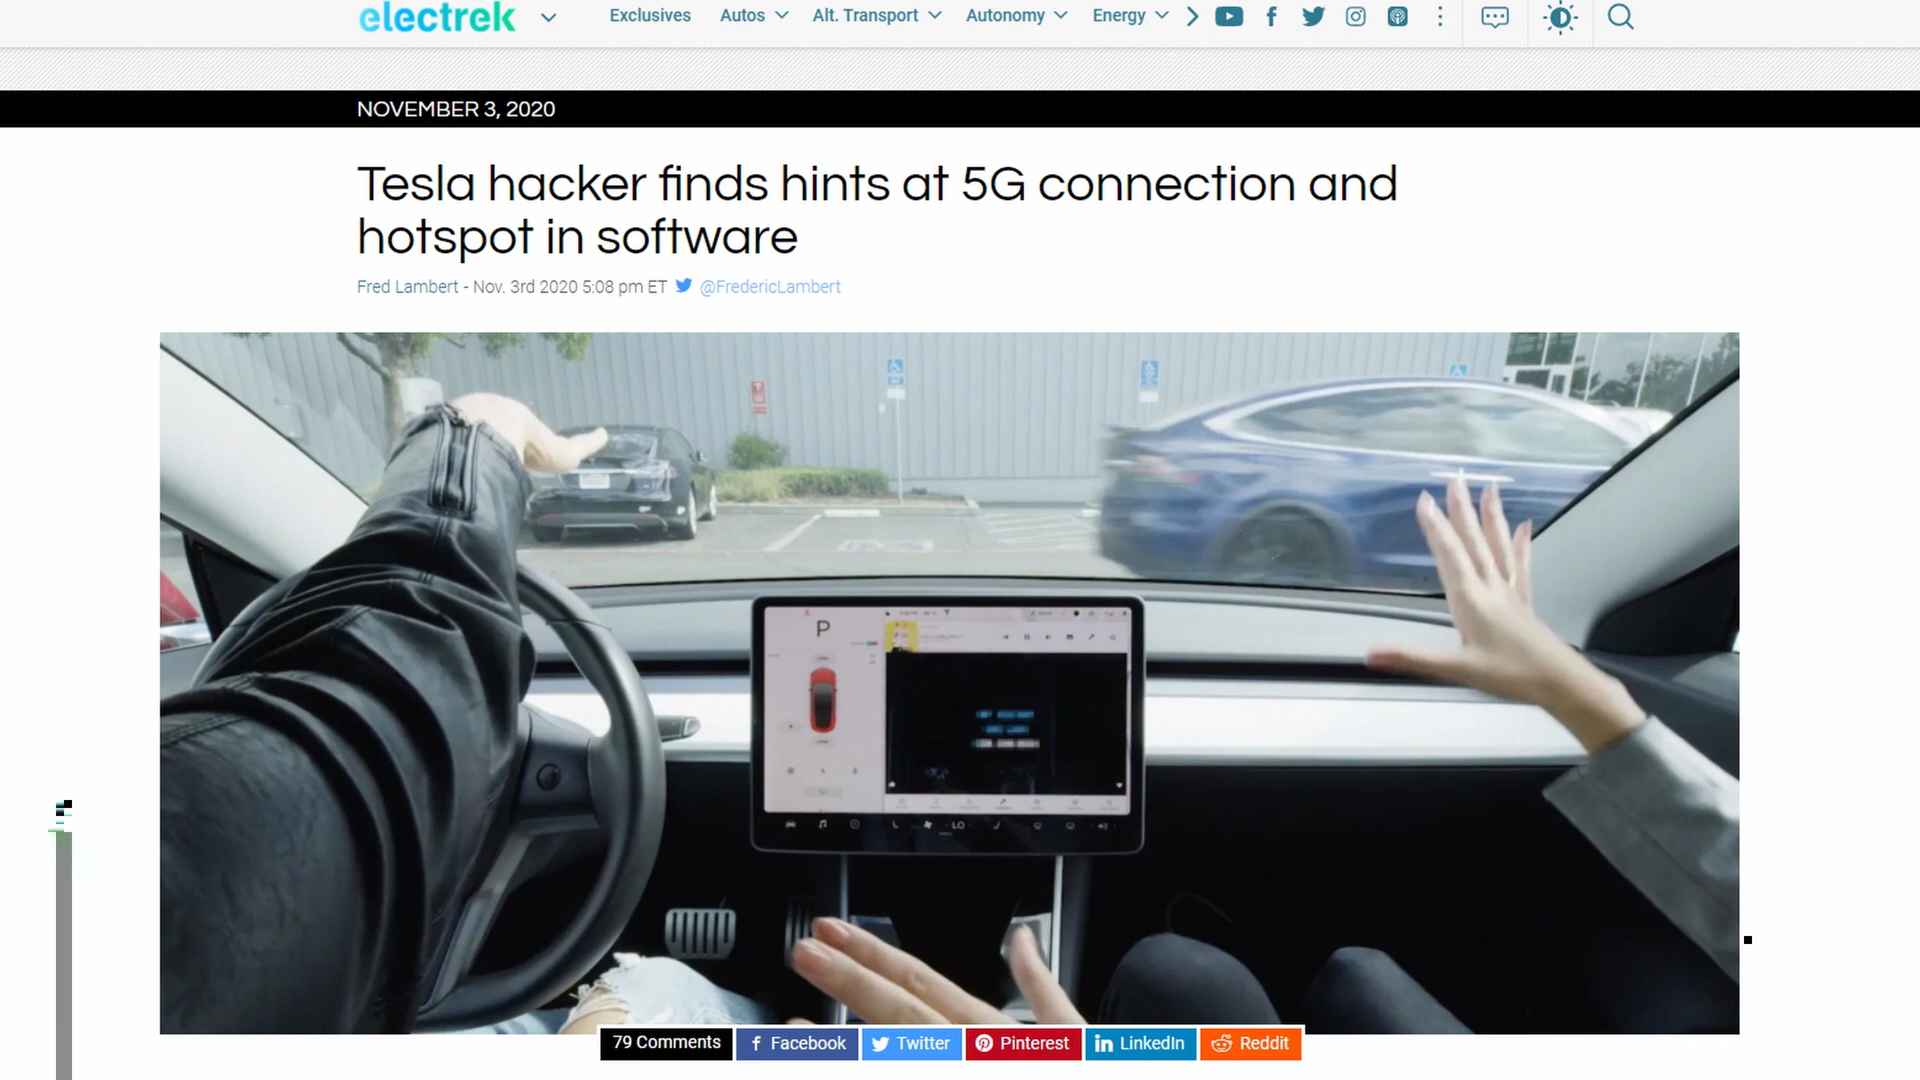 electrek
Exclusives Autos Alt. Transport Autonomy Energy
NOVEMBER 3, 2020
Tesla hacker finds hints at 5G connection and
hotspot in software
Fred Lambert - Nov. 3rd 2020 5:08 pm ET @FredericLambert
P
LO
79 Comments Facebook Twitter Pinterest LinkedIn Reddit